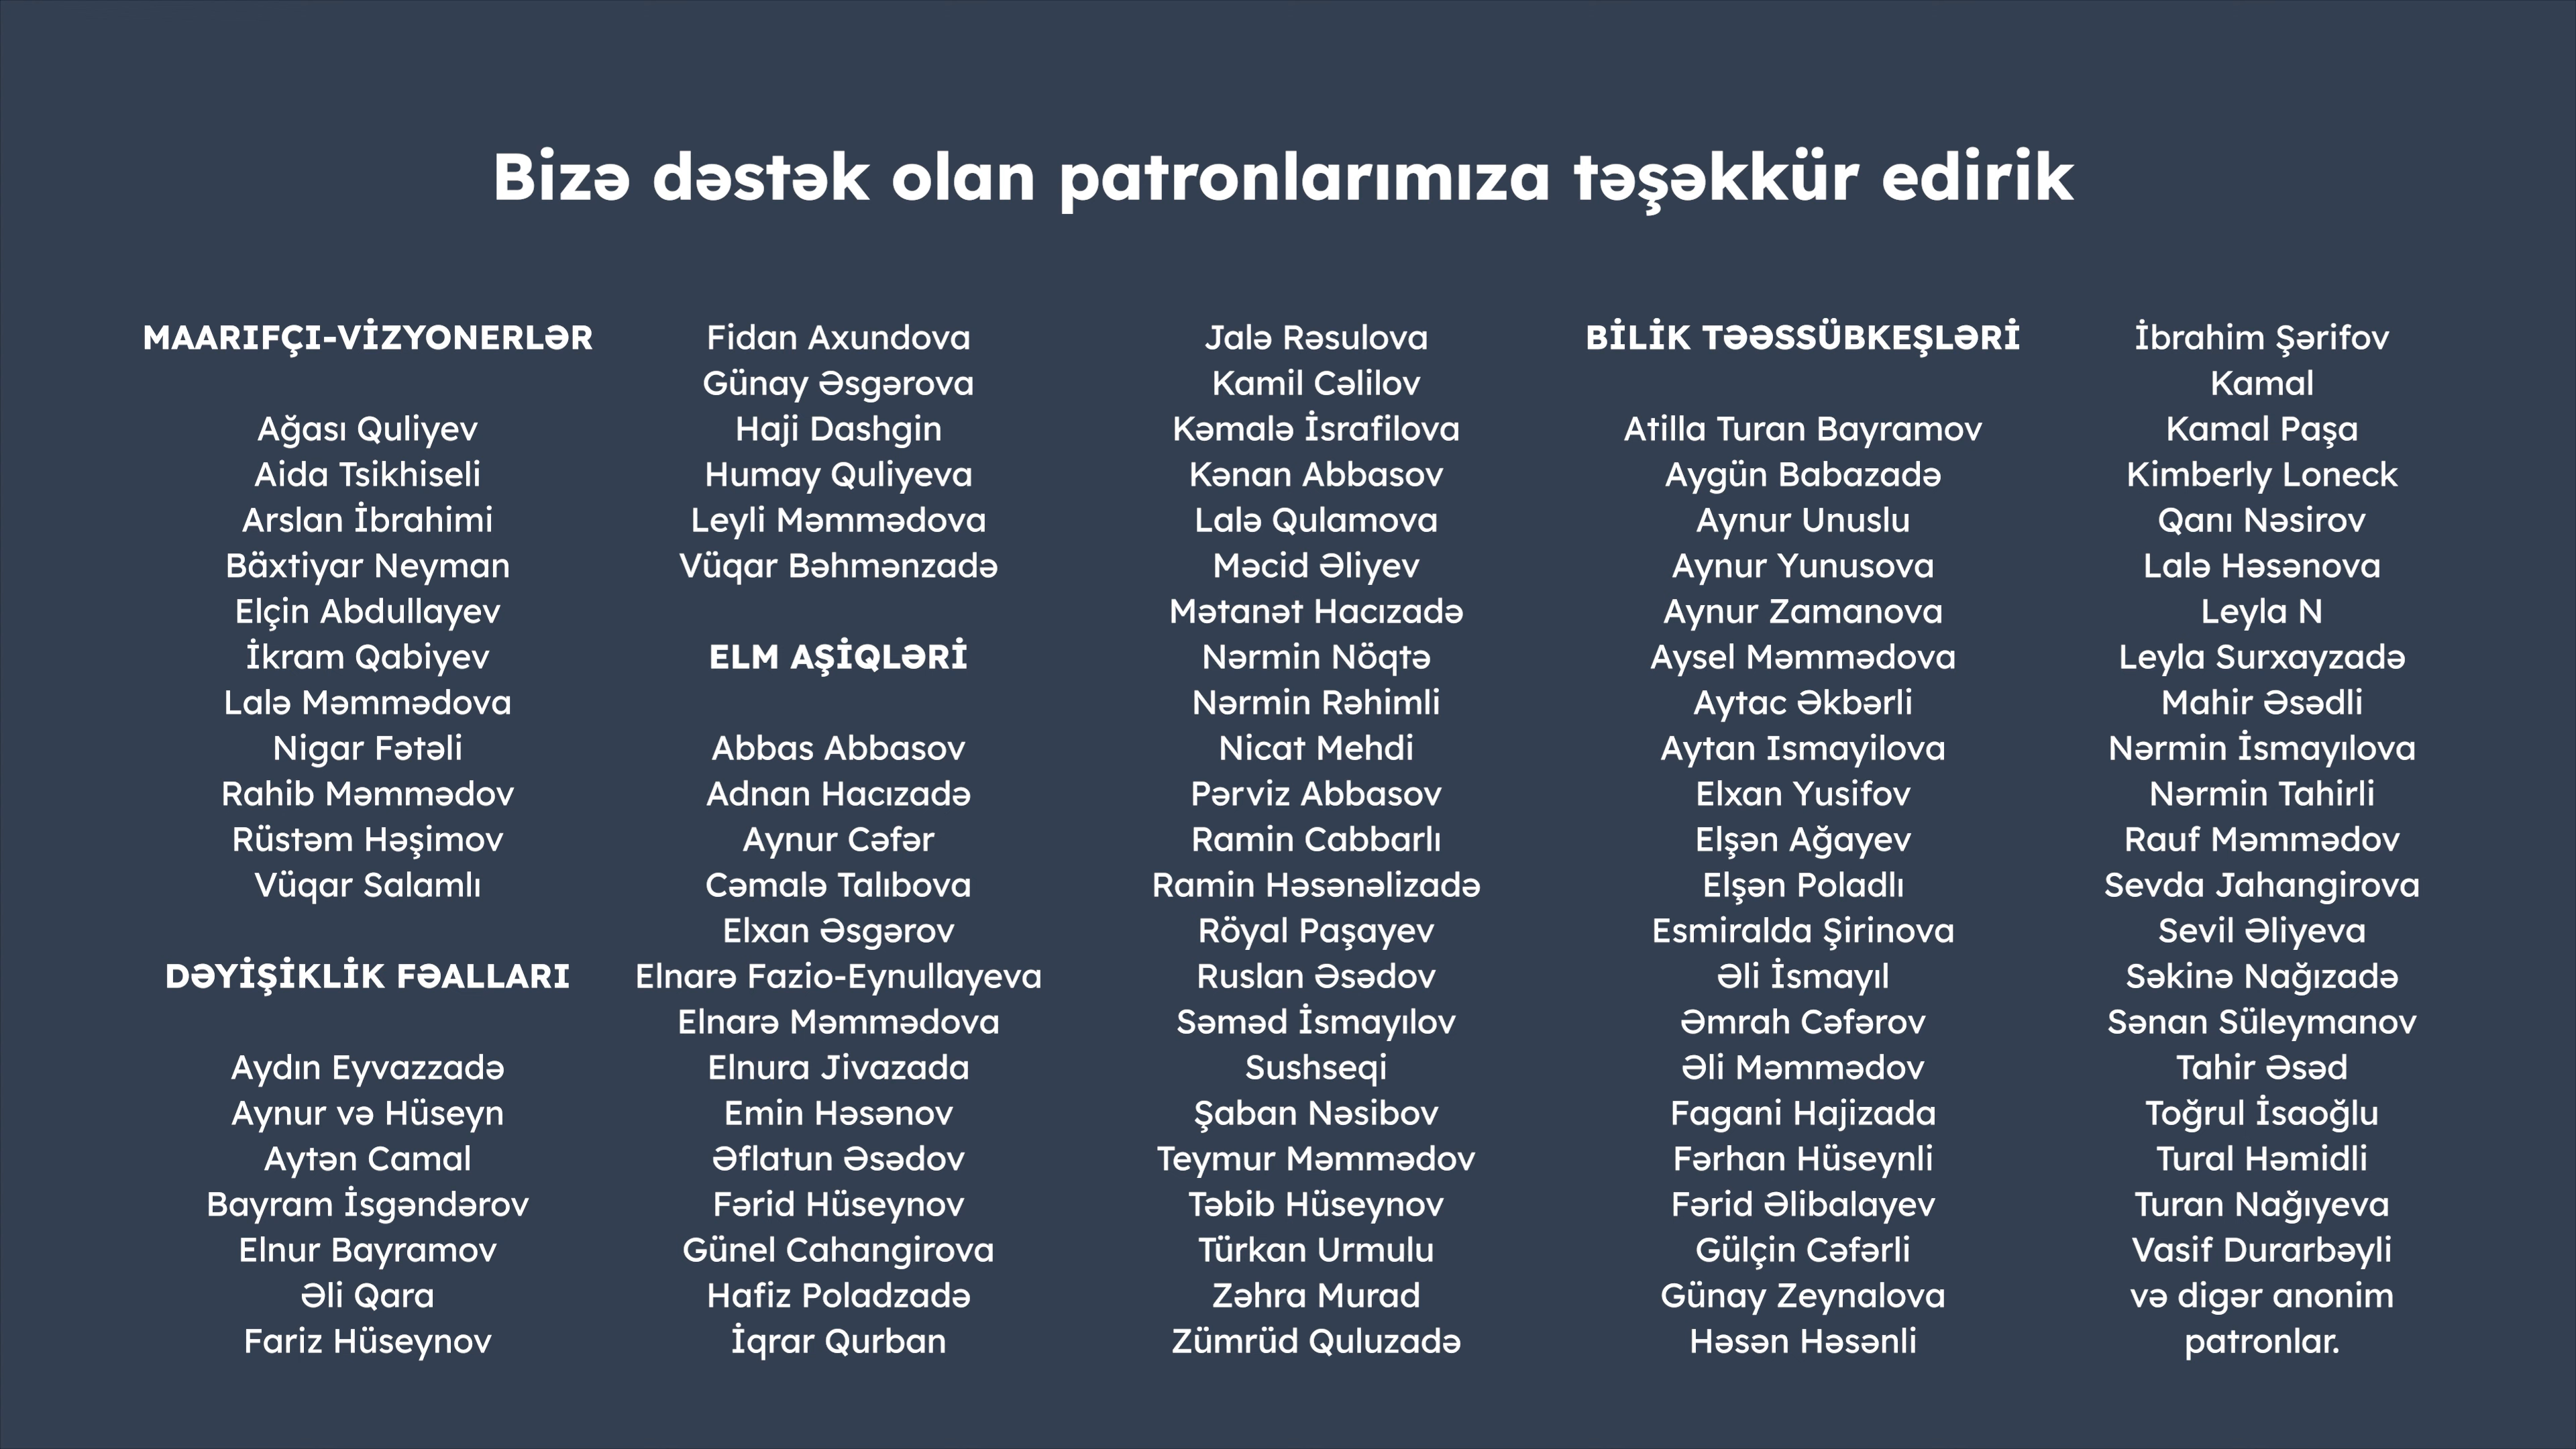 Bizə dəstək olan patronlarımıza təşəkkür edirik
MAARIFÇI-VİZYONERLƏR
Ağası Quliyev
Aida Tsikhiseli
Arslan İbrahimi
Bäxtiyar Neyman
Elçin Abdullayev
İkram Qabiyev
Lalə Məmmədova
Nigar Fətəli
Rahib Məmmədov
Rüstəm Həşimov
Vüqar Salamlı
DƏYİŞİKLİK FƏALLARI
Aydın Eyvazzadə
Aynur və Hüseyn
Aytən Camal
Bayram İsgəndərov
Elnur Bayramov
Əli Qara
Fariz Hüseynov
Fidan Axundova
Günay Əsgərova
Haji Dashgin
Humay Quliyeva
Leyli Məmmədova
Vüqar Bəhmənzadə
ELM AŞİQLƏRİ
Abbas Abbasov
Adnan Hacızadə
Aynur Cəfər
Cəmalə Talıbova
Elxan Əsgərov
Elnarə Fazio-Eynullayeva
Elnarə Məmmədova
Elnura Jivazada
Emin Həsənov
Əflatun Əsədov
Fərid Hüseynov
Günel Cahangirova
Hafiz Poladzadə
İqrar Qurban
Jalə Rəsulova
Kamil Cəlilov
Kəmalə İsrafilova
Kənan Abbasov
Lalə Qulamova
Məcid Əliyev
Mətanət Hacızadə
Nərmin Nöqtə
Nərmin Rəhimli
Nicat Mehdi
Pərviz Abbasov
Ramin Cabbarlı
Ramin Həsənəlizadə
Röyal Paşayev
Ruslan Əsədov
Səməd İsmayılov
Sushseqi
Şaban Nəsibov
Teymur Məmmədov
Təbib Hüseynov
Türkan Urmulu
Zəhra Murad
Zümrüd Quluzadə
BİLİK TƏƏSSÜBKEŞLƏRİ
Atilla Turan Bayramov
Aygün Babazadə
Aynur Unuslu
Aynur Yunusova
Aynur Zamanova
Aysel Məmmədova
Aytac Əkbərli
Aytan Ismayilova
Elxan Yusifov
Elşən Ağayev
Elşən Poladlı
Esmiralda Şirinova
Əli İsmayıl
Əmrah Cəfərov
Əli Məmmədov
Fagani Hajizada
Fərhan Hüseynli
Fərid Əlibalayev
Gülçin Cəfərli
Günay Zeynalova
Həsən Həsənli
İbrahim Şərifov
Kamal
Kamal Paşa
Kimberly Loneck
Qanı Nəsirov
Lalə Həsənova
Leyla N
Leyla Surxayzadə
Mahir Əsədli
Nərmin İsmayılova
Nərmin Tahirli
Rauf Məmmədov
Sevda Jahangirova
Sevil Əliyeva
Səkinə Nağızadə
Sənan Süleymanov
Tahir Əsəd
Toğrul İsaoğlu
Tural Həmidli
Turan Nağıyeva
Vasif Durarbəyli
və digər anonim
patronlar.